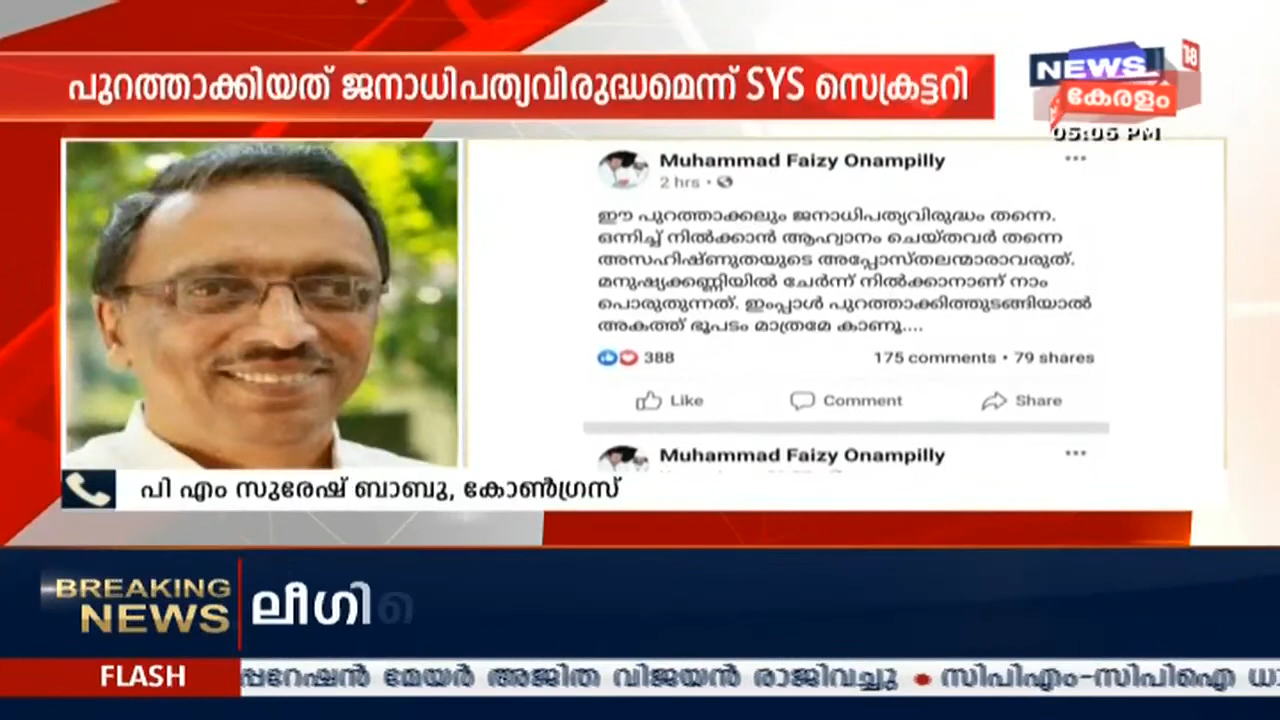 പുറത്താക്കിയത് ജനാധിപത്യവിരുദ്ധമെന്ന് SYS സെക്രട്ടറി
NEWS 18
കേരളം
05:06 PM
Muhammad Faizy Onampilly
2 hrs
ഈ പുറത്താക്കലും ജനാധിപത്യവിരുദ്ധം തന്നെ.
ഒന്നിച്ച് നിൽക്കാൻ ആഹ്വാനം ചെയ്തവർ തന്നെ
അസഹിഷ്ണുതയുടെ അപ്പോസ്തലന്മാരാവരുത്.
മനുഷ്യക്കണ്ണിയിൽ ചേർന്ന് നിൽക്കാനാണ് നാം
പൊരുതുന്നത്. ഇംപ്പാൾ പുറത്താക്കിത്തുടങ്ങിയാൽ
അകത്ത് ഭൂപടം മാത്രമേ കാണൂ....
388 175 comments • 79 shares
Like Comment Share
Muhammad Faizy Onampilly
പി എം സുരേഷ് ബാബു, കോൺഗ്രസ്
BREAKING NEWS
ലീഗി
FLASH
പ്പറേഷൻ മേയർ അജിത വിജയൻ രാജിവച്ചു • സിപിഎം-സിപിഐ ധാ